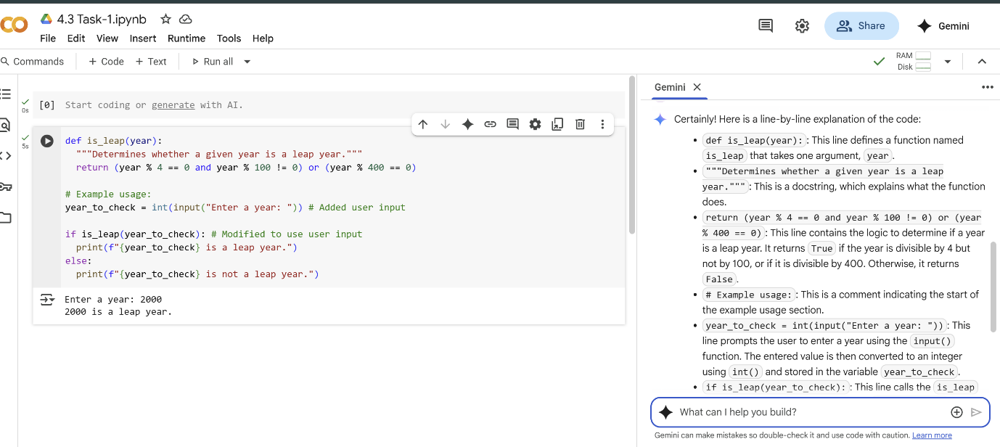 4.3 Task-1.ipynb
File Edit View Insert Runtime Tools Help
Share
Gemini
Commands + Code + Text Run all
RAM
Disk
0s
[0] Start coding or generate with AI.
5s
def is_leap(year):
"""Determines whether a given year is a leap year."""
return (year % 4 == 0 and year % 100 != 0) or (year % 400 == 0)
# Example usage:
year_to_check = int(input("Enter a year: ")) # Added user input
if is_leap(year_to_check): # Modified to use user input
print(f"{year_to_check} is a leap year.")
else:
print(f"{year_to_check} is not a leap year.")
Enter a year: 2000
2000 is a leap year.
Gemini
Certainly! Here is a line-by-line explanation of the code:
• def is_leap(year): : This line defines a function named
is_leap that takes one argument, year .
• """Determines whether a given year is a leap
year.""" : This is a docstring, which explains what the function
does.
• return (year % 4 == 0 and year % 100 != 0) or (year
% 400 == 0) : This line contains the logic to determine if a year
is a leap year. It returns True if the year is divisible by 4 but
not by 100, or if it is divisible by 400. Otherwise, it returns
False .
• # Example usage: : This is a comment indicating the start of
the example usage section.
• year_to_check = int(input("Enter a year: ")) : This
line prompts the user to enter a year using the input()
function. The entered value is then converted to an integer
using int() and stored in the variable year_to_check .
• if is_leap(year_to_check): : This line calls the is_leap
What can I help you build?
Gemini can make mistakes so double-check it and use code with caution. Learn more